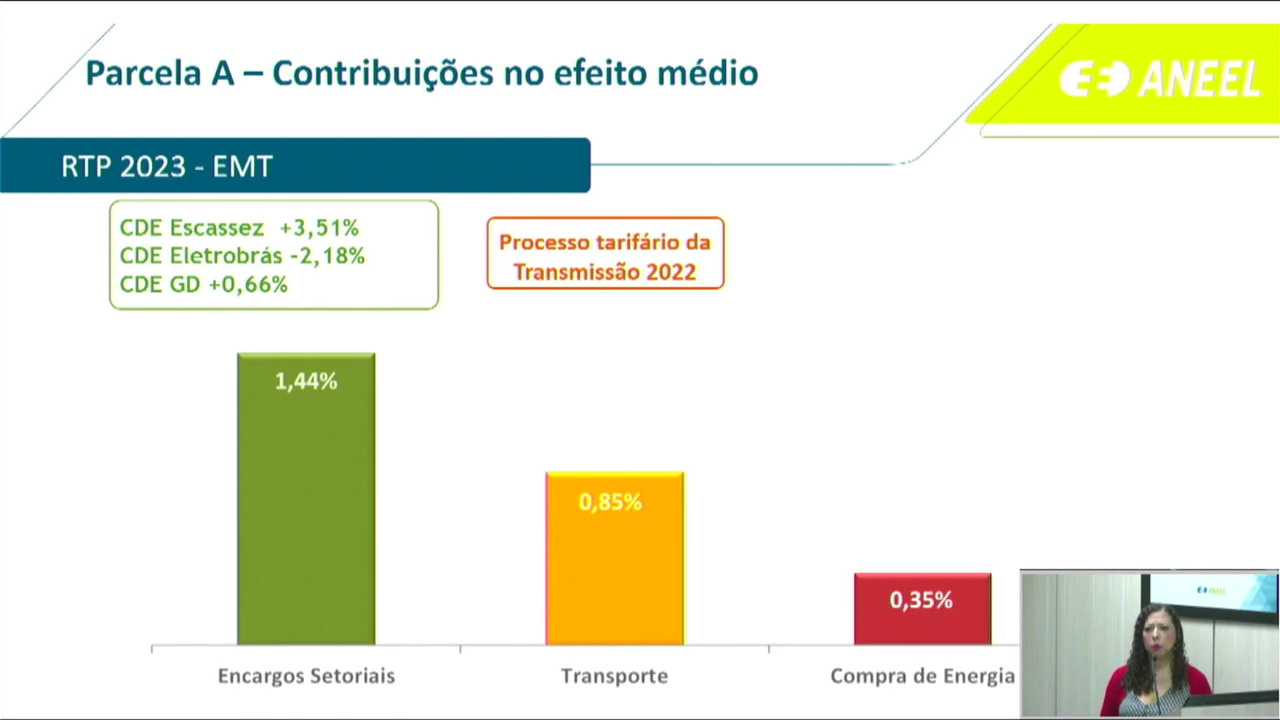 Parcela A – Contribuições no efeito médio
ANEEL
RTP 2023 - EMT
CDE Escassez +3,51%
CDE Eletrobrás -2,18%
CDE GD +0,66%
Processo tarifário da
Transmissão 2022
1,44%
0,85%
0,35%
Encargos Setoriais
Transporte
Compra de Energia
ANEEL